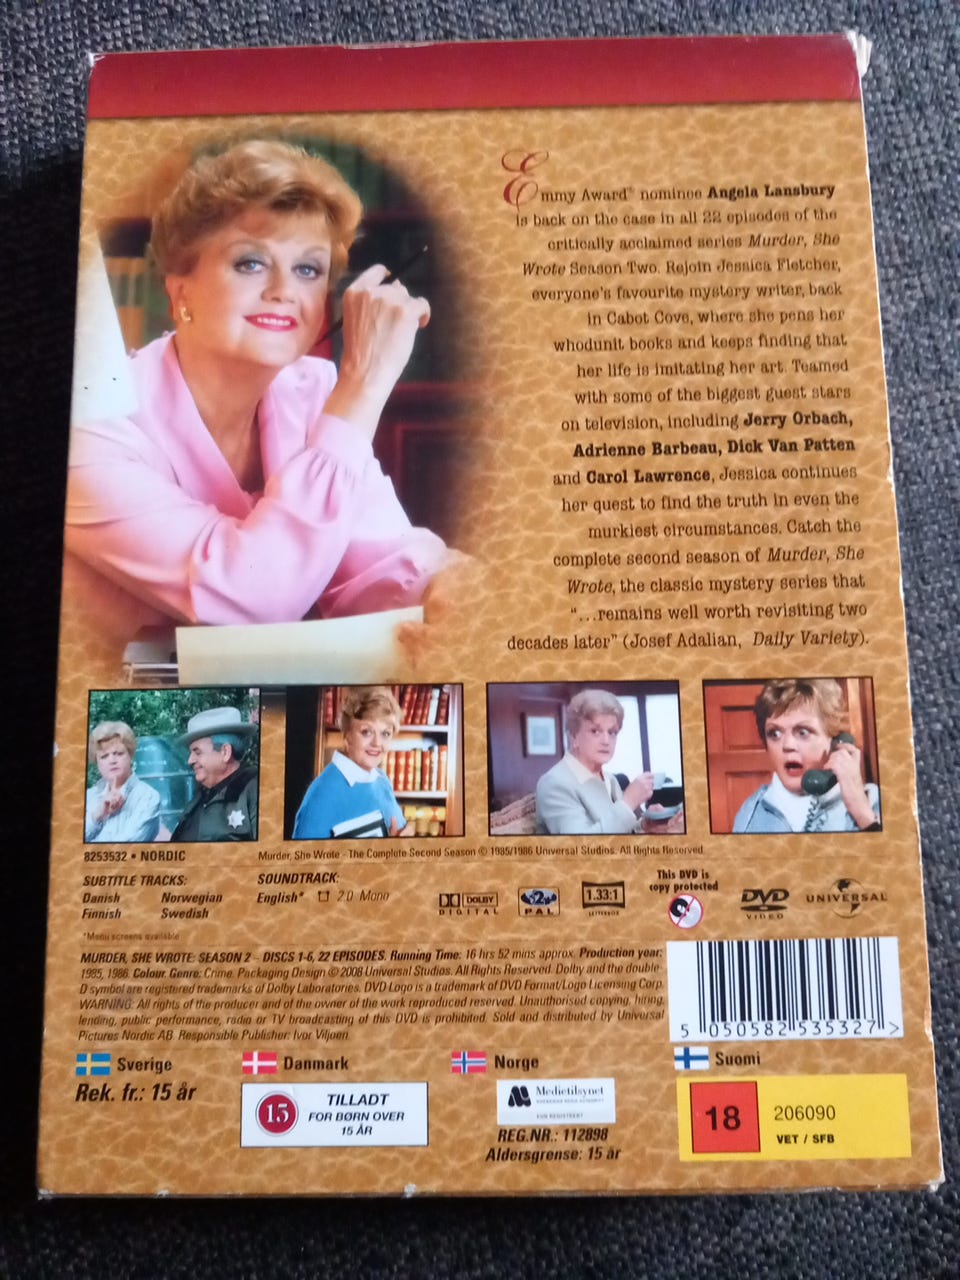 Emmy Award® nominee Angela Lansbury
is back on the case in all 22 episodes of the
critically acclaimed series Murder, She
Wrote Season Two. Rejoin Jessica Fletcher,
everyone's favourite mystery writer, back
in Cabot Cove, where she pens her
whodunit books and keeps finding that
her life is imitating her art. Teamed
with some of the biggest guest stars
on television, including Jerry Orbach,
Adrienne Barbeau, Dick Van Patten
and Carol Lawrence, Jessica continues
her quest to find the truth in even the
murkiest circumstances. Catch the
complete second season of Murder, She
Wrote, the classic mystery series that
"...remains well worth revisiting two
decades later" (Josef Adalian, Daily Variety).
8253532 • NORDIC
Murder, She Wrote - The Complete Second Season © 1985/1986 Universal Studios. All Rights Reserved.
SUBTITLE TRACKS:
Danish Norwegian
Finnish Swedish
*Menu screens available
SOUNDTRACK:
English* 2.0 Mono
DOLBY
DIGITAL
2
PAL
1.33:1
LETTERBOX
This DVD is
copy protected
DVD
VIDEO
UNIVERSAL
MURDER, SHE WROTE: SEASON 2 – DISCS 1-6, 22 EPISODES. Running Time: 16 hrs 52 mins approx. Production year:
1985, 1986. Colour. Genre: Crime. Packaging Design © 2008 Universal Studios. All Rights Reserved. Dolby and the double-
D symbol are registered trademarks of Dolby Laboratories. DVD Logo is a trademark of DVD Format/Logo Licensing Corp.
WARNING: All rights of the producer and of the owner of the work reproduced reserved. Unauthorised copying, hiring,
lending, public performance, radio or TV broadcasting of this DVD is prohibited. Sold and distributed by Universal
Pictures Nordic AB. Responsible Publisher: Ivor Viljoen.
5 050582 535327 >
Sverige
Rek. fr.: 15 år
Danmark
15
TILLADT
FOR BØRN OVER
15 ÅR
Norge
Medietilsynet
NORWEGIAN MEDIA AUTHORITY
KUN REGISTRERT
REG.NR.: 112898
Aldersgrense: 15 år
Suomi
18
206090
VET / SFB